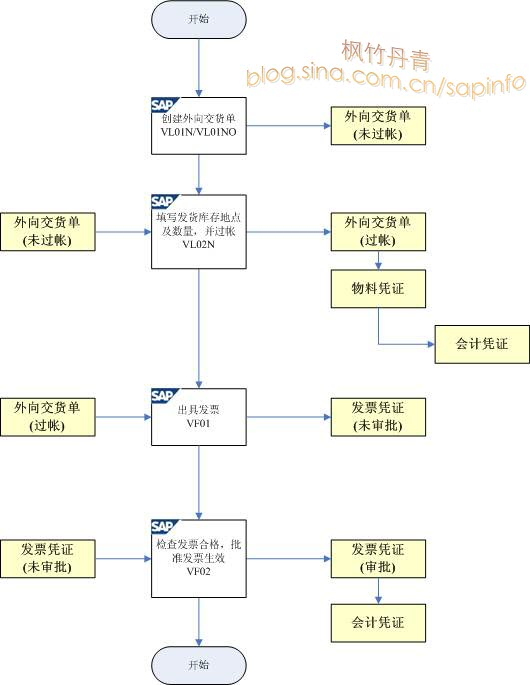 开始
枫竹丹青
blog.sina.com.cn/sapinfo
SAP
创建外向交货单
VL01N/VL01NO
外向交货单
(未过帐)
外向交货单
(未过帐)
SAP
填写发货库存地点
及数量，并过帐
VL02N
外向交货单
(过帐)
物料凭证
会计凭证
外向交货单
(过帐)
SAP
出具发票
VF01
发票凭证
(未审批)
发票凭证
(未审批)
SAP
检查发票合格，批
准发票生效
VF02
发票凭证
(审批)
会计凭证
开始